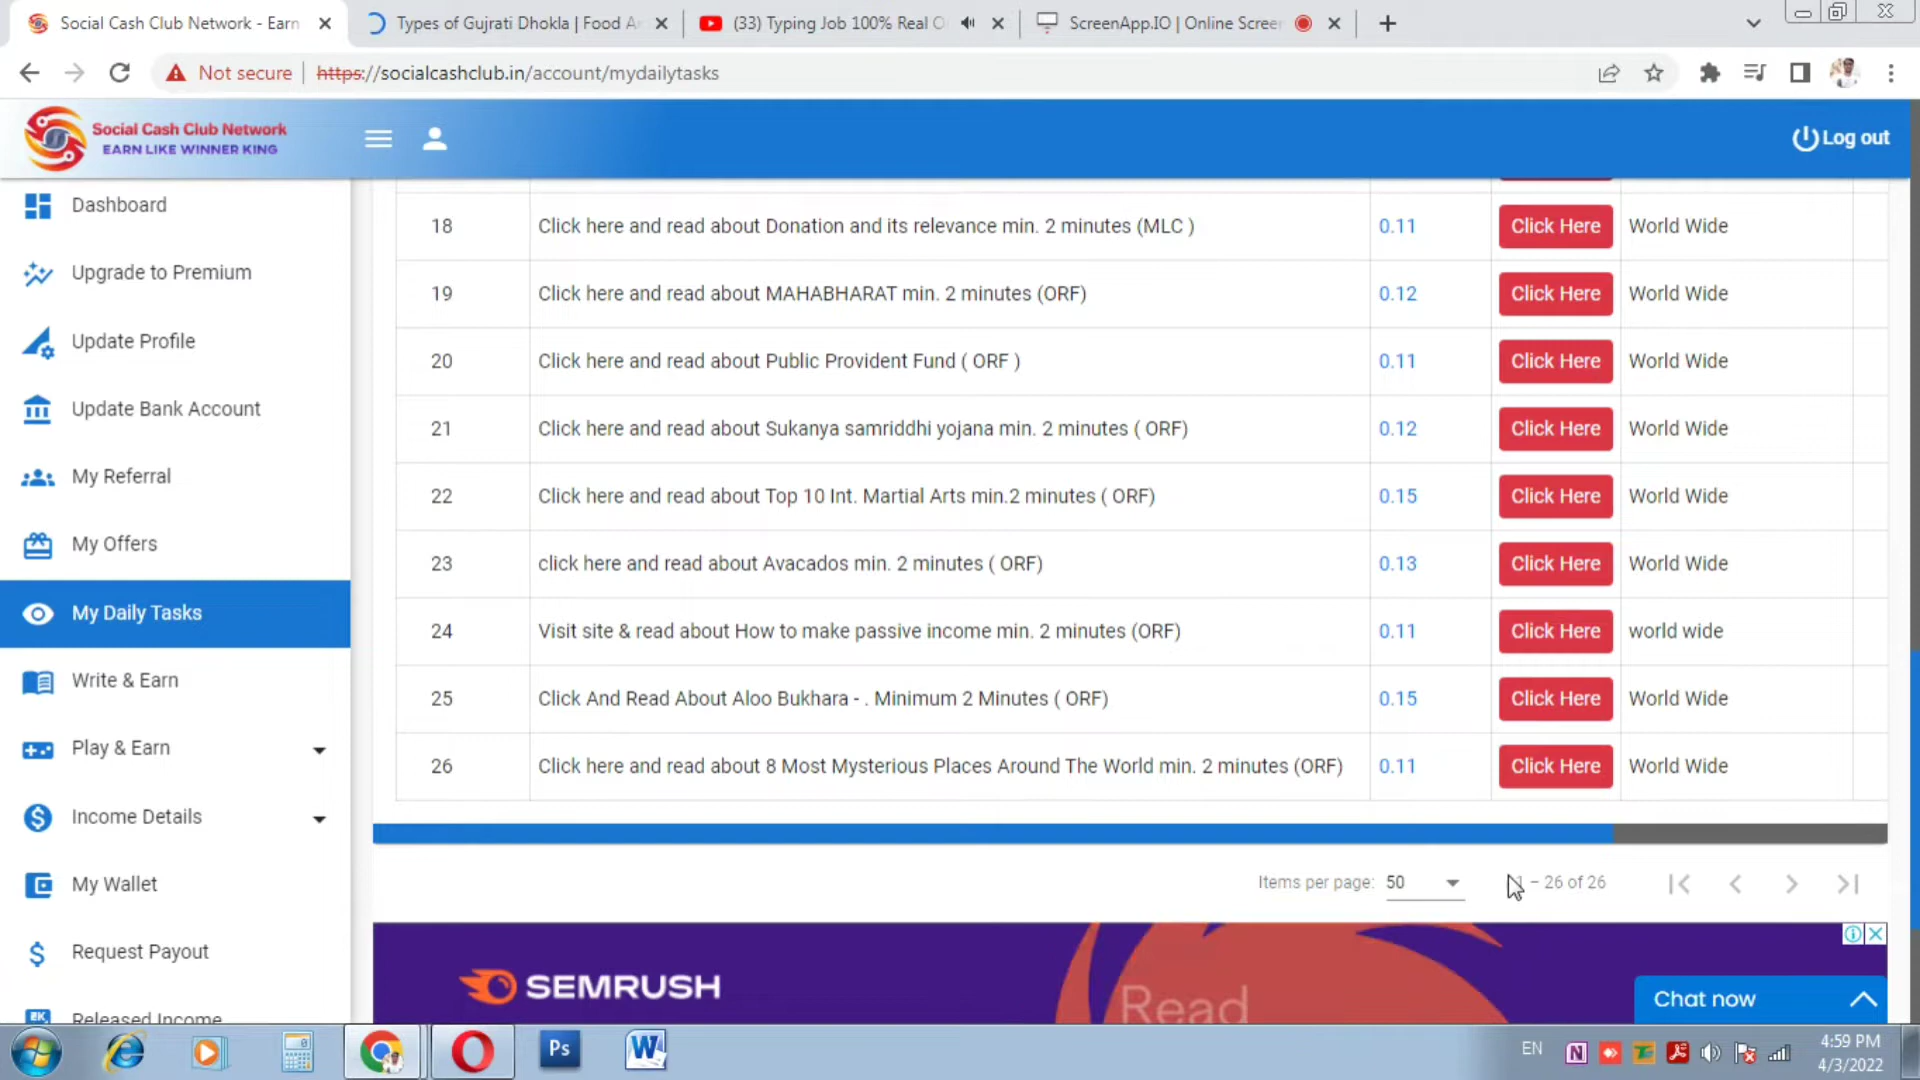 Social Cash Club Network - Earn
Types of Gujrati Dhokla | Food A
(33) Typing Job 100% Real O
ScreenApp.IO | Online Screen
Not secure
https://socialcashclub.in/account/mydailytasks
Social Cash Club Network
EARN LIKE WINNER KING
Log out
Dashboard
Upgrade to Premium
Update Profile
Update Bank Account
My Referral
My Offers
My Daily Tasks
Write & Earn
Play & Earn
Income Details
My Wallet
Request Payout
Released Income
18 Click here and read about Donation and its relevance min. 2 minutes (MLC ) 0.11 Click Here World Wide
19 Click here and read about MAHABHARAT min. 2 minutes (ORF) 0.12 Click Here World Wide
20 Click here and read about Public Provident Fund ( ORF ) 0.11 Click Here World Wide
21 Click here and read about Sukanya samriddhi yojana min. 2 minutes ( ORF) 0.12 Click Here World Wide
22 Click here and read about Top 10 Int. Martial Arts min.2 minutes ( ORF) 0.15 Click Here World Wide
23 click here and read about Avacados min. 2 minutes ( ORF) 0.13 Click Here World Wide
24 Visit site & read about How to make passive income min. 2 minutes (ORF) 0.11 Click Here world wide
25 Click And Read About Aloo Bukhara - . Minimum 2 Minutes ( ORF) 0.15 Click Here World Wide
26 Click here and read about 8 Most Mysterious Places Around The World min. 2 minutes (ORF) 0.11 Click Here World Wide
Items per page: 50 – 26 of 26
SEMRUSH
Read
Chat now
Ps
W
EN
N
4:59 PM
4/3/2022